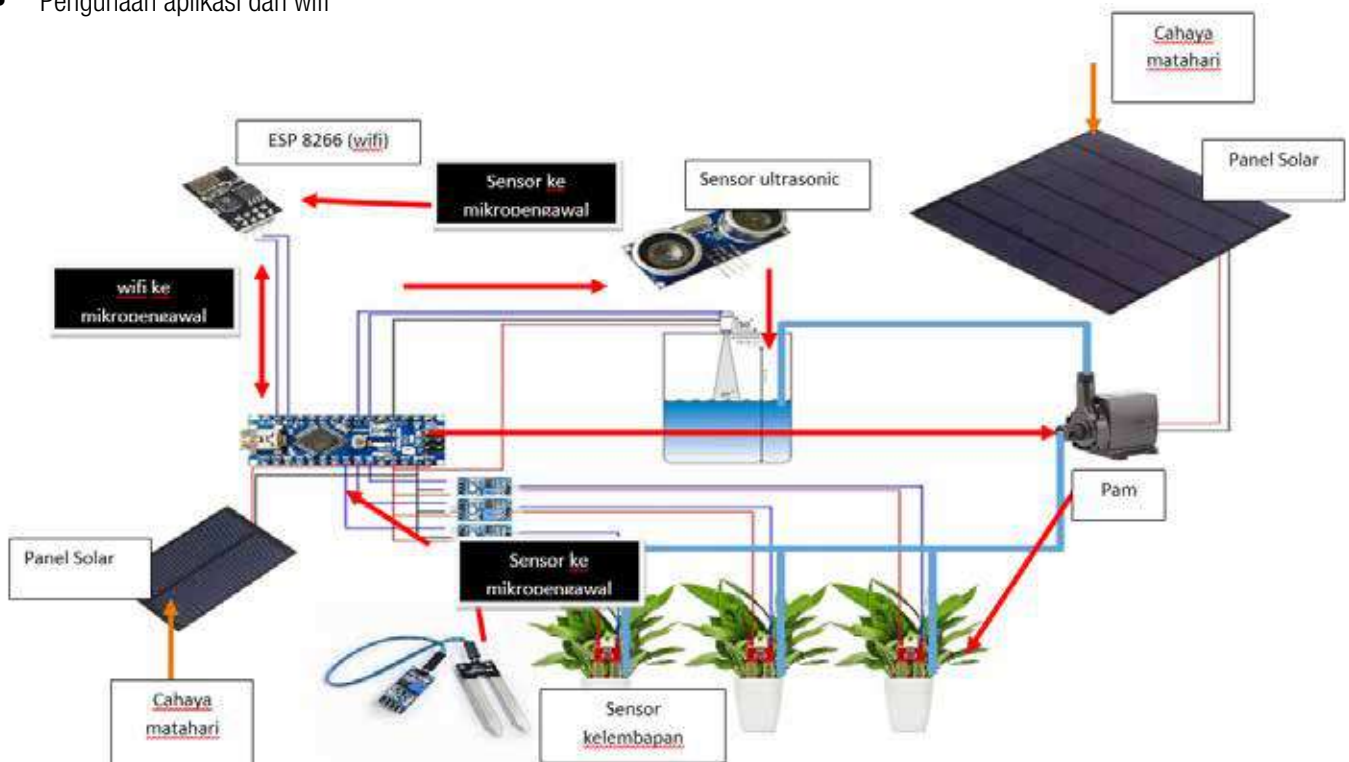 Pengunaan aplikasi dan wifi
Cahaya
matahari
ESP 8266 (wifi)
Panel Solar
Sensor ke
mikropengawal
Sensor ultrasonic
wifi ke
mikropengawal
Pam
Panel Solar
Sensor ke
mikropengawal
Cahaya
matahari
Sensor
kelembapan